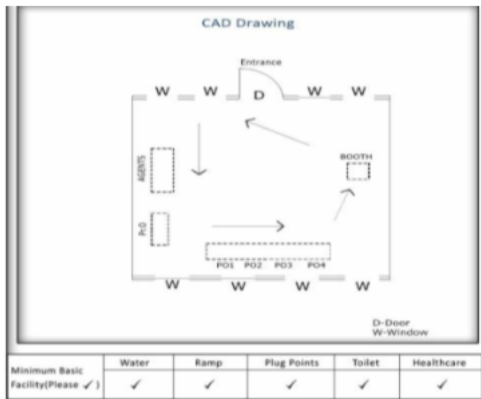 CAD Drawing
Entrance
W W D W W
AGENTS
BOOTH
PcO
PO1 PO2 PO3 PO4
W W W W
D-Door
W-Window
Minimum Basic Facility(Please ✓) Water Ramp Plug Points Toilet Healthcare
✓ ✓ ✓ ✓ ✓